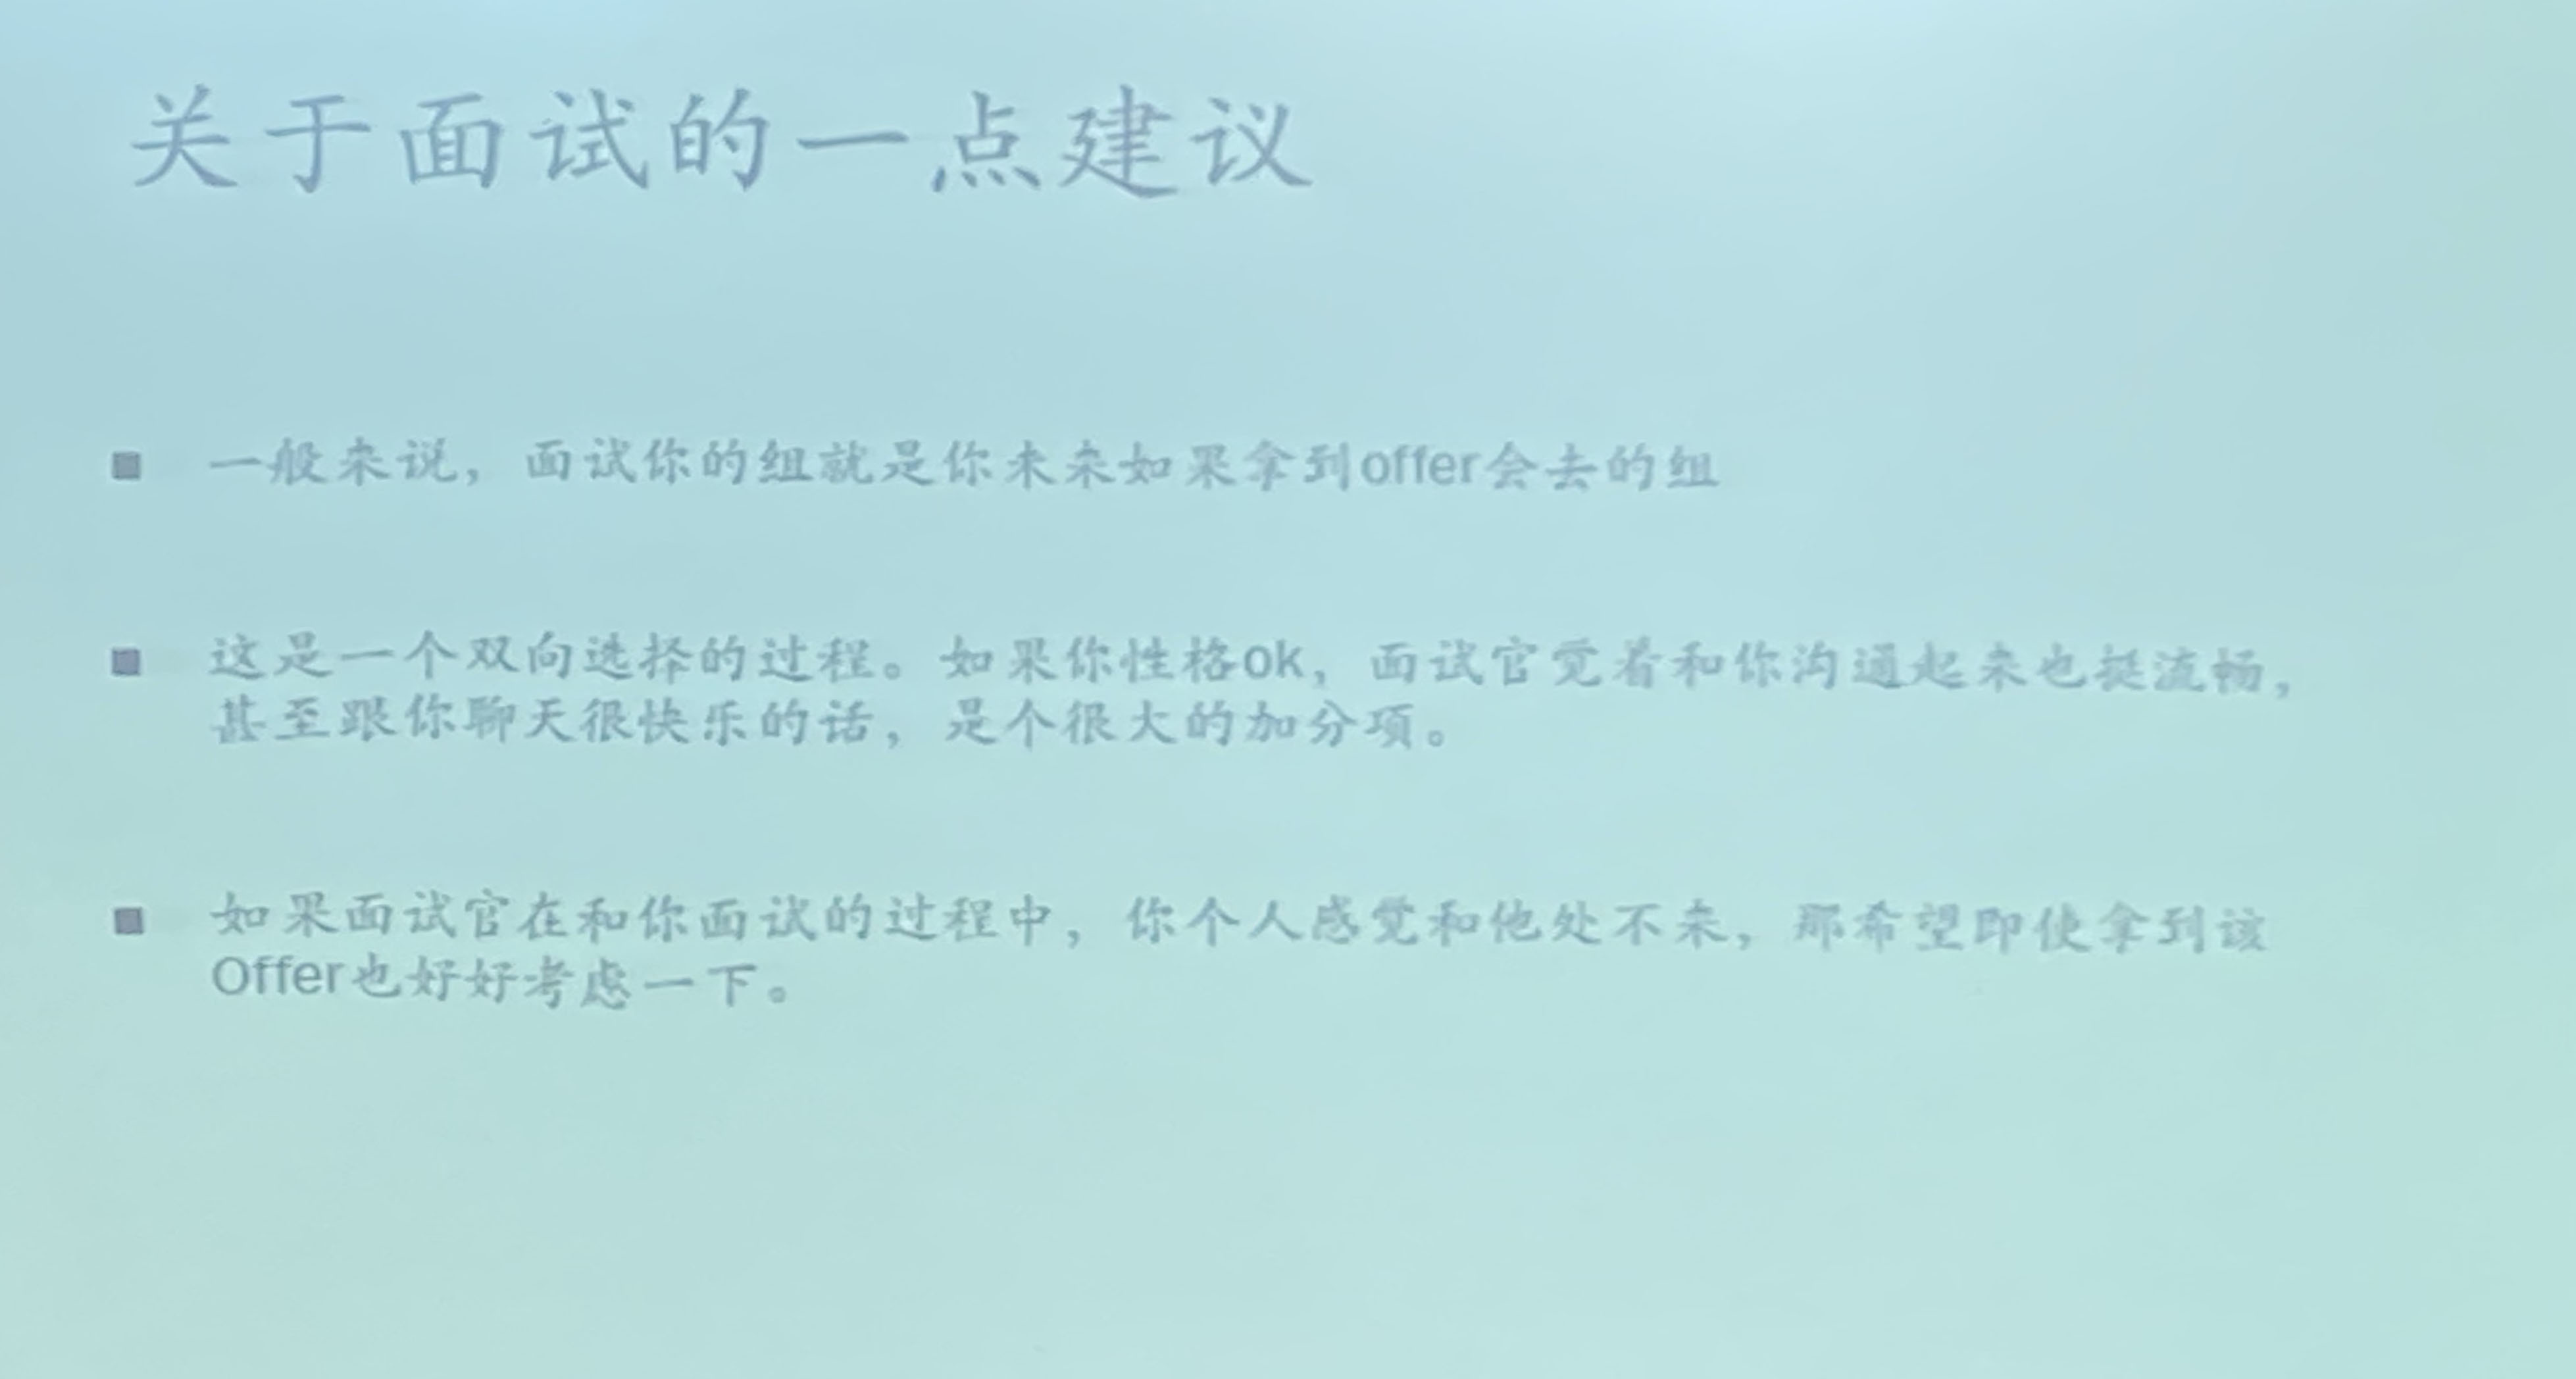 关于面试的一点建议
■ 一般来说，面试你的组就是你未来如果拿到offer会去的组
■ 这是一个双向选择的过程。如果你性格ok，面试官觉着和你沟通起来也挺流畅，
甚至跟你聊天很快乐的话，是个很大的加分项。
■ 如果面试官在和你面试的过程中，你个人感觉和他处不来，那希望即使拿到该
Offer也好好考虑一下。